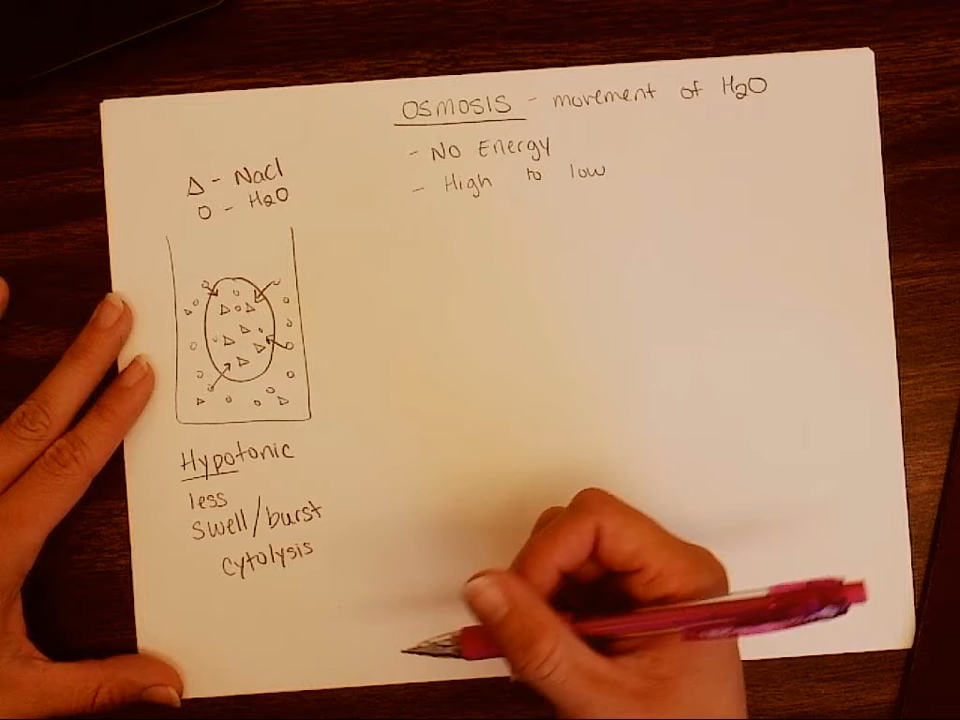 OSMOSIS - movement of H2O
- No Energy
- High to low
Δ - NaCl
O - H2O
Hypotonic
less
swell/burst
cytolysis